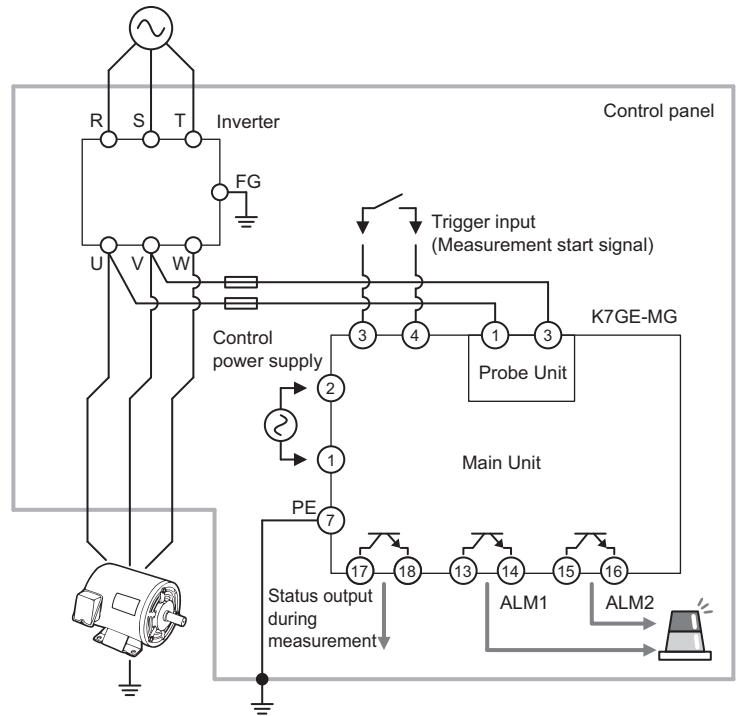 Control panel
R S T Inverter
FG
Trigger input
(Measurement start signal)
U V W
K7GE-MG
3 4 1 3
Control
power supply
Probe Unit
2
1
Main Unit
PE
7
17 18 13 14 15 16
Status output
during
measurement
ALM1 ALM2